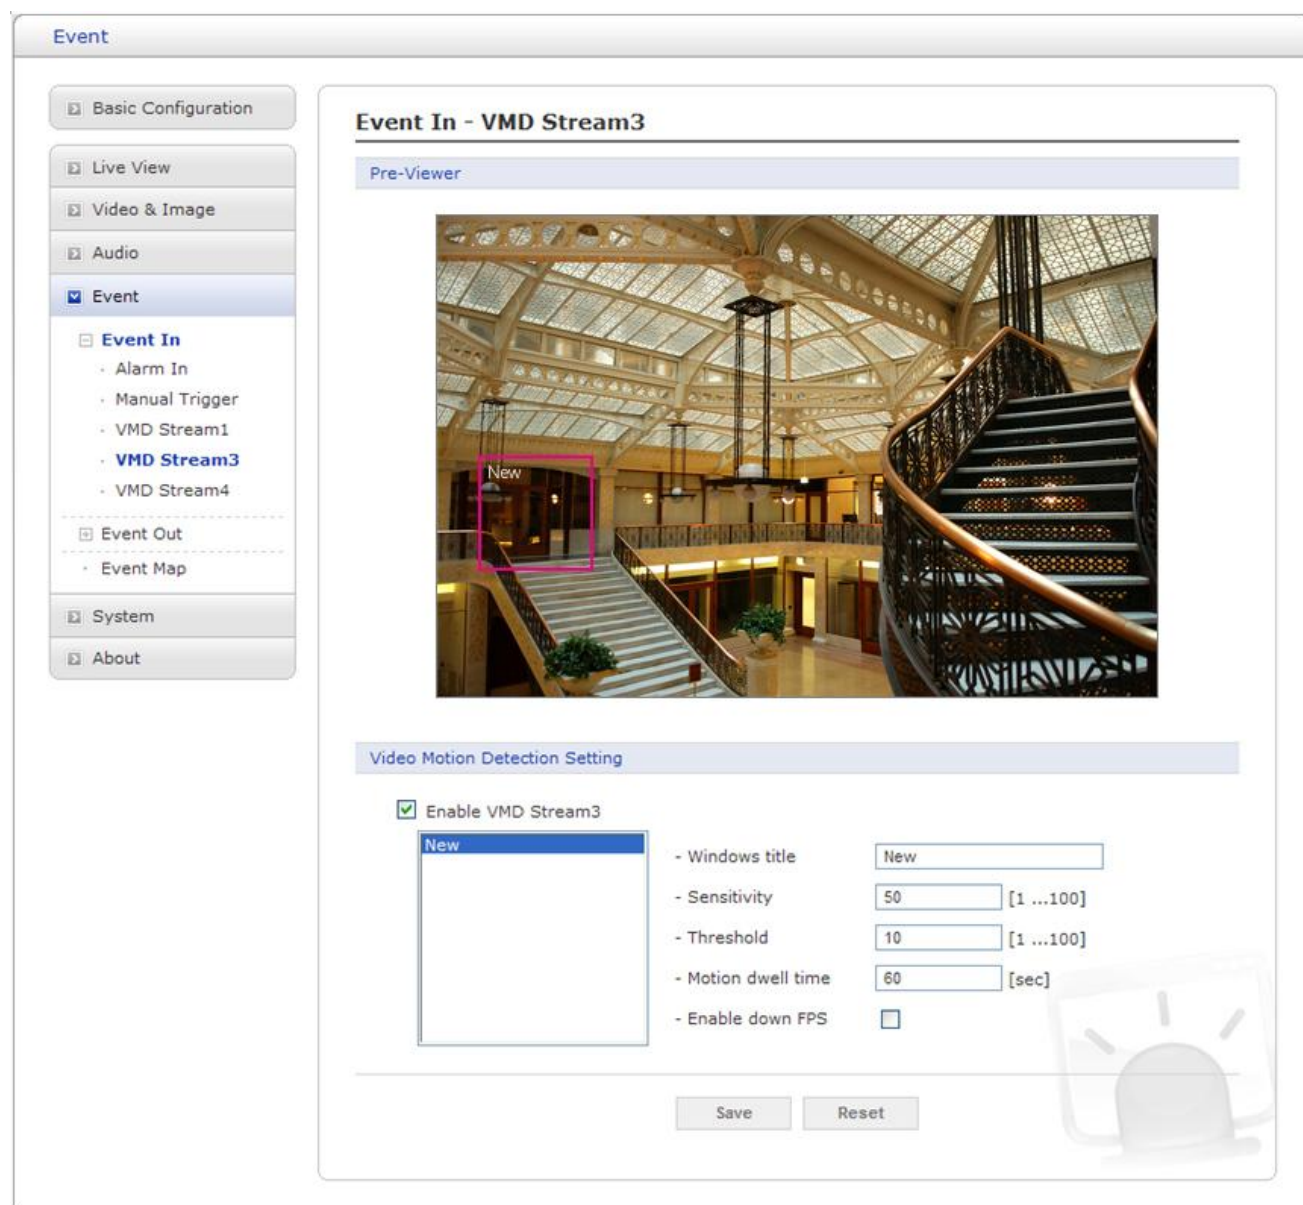 Event
Basic Configuration
Live View
Video & Image
Audio
Event
Event In
Alarm In
Manual Trigger
VMD Stream1
VMD Stream3
VMD Stream4
Event Out
Event Map
System
About
Event In - VMD Stream3
Pre-Viewer
New
Video Motion Detection Setting
Enable VMD Stream3
New
- Windows title New
- Sensitivity 50 [1 ...100]
- Threshold 10 [1 ...100]
- Motion dwell time 60 [sec]
- Enable down FPS
Save Reset